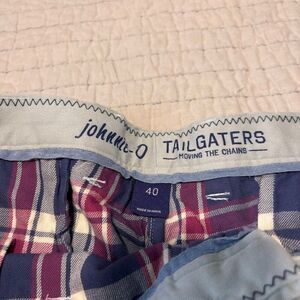 johnnie-O
TAILGATERS
MOVING THE CHAINS
40